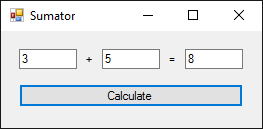 Sumator
3 + 5 = 8
Calculate